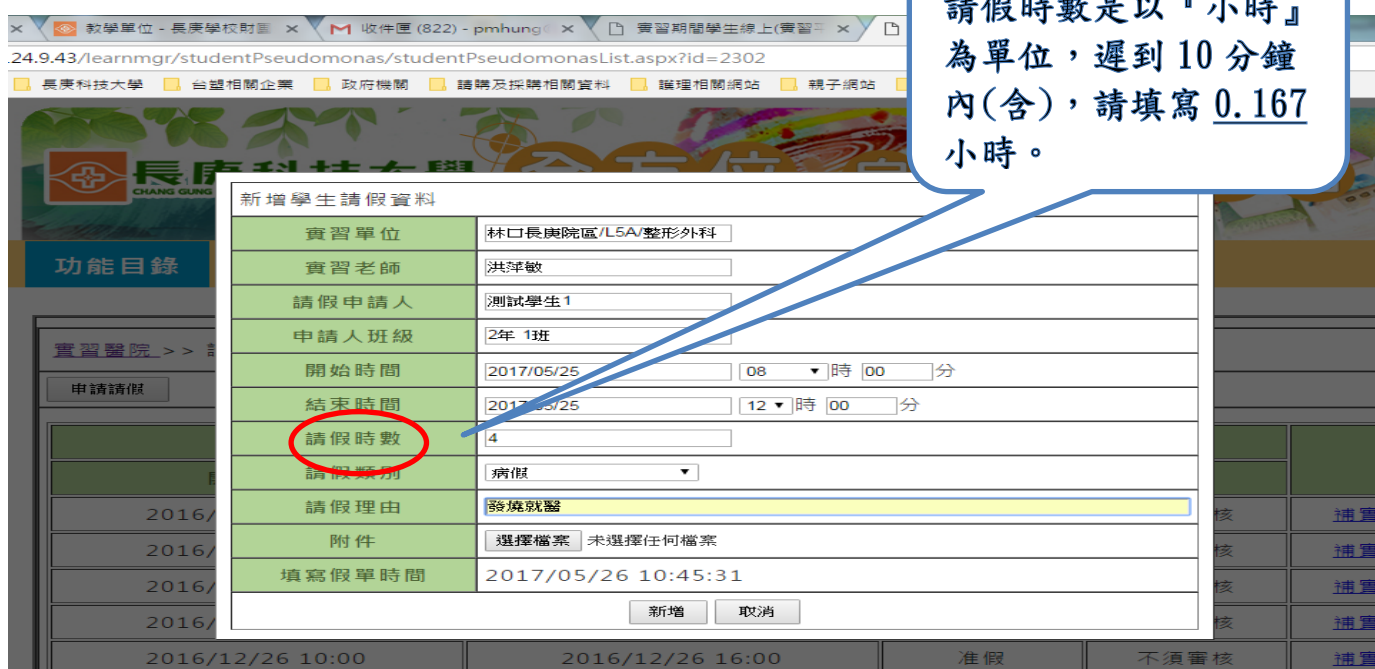 教學單位 - 長庚學校財團
收件匣 (822) - pmhung
實習期間學生線上(實習
24.9.43/learnmgr/studentPseudomonas/studentPseudomonasList.aspx?id=2302
長庚科技大學 台塑相關企業 政府機關 請購及採購相關資料 護理相關網站 親子網站
請假時數是以『小時』
為單位，遲到 10 分鐘
內(含)，請填寫 0.167
小時。
長庚科技大學
CHANG GUNG
功能目錄
實習醫院 >>
申請請假
新增學生請假資料
實習單位 林口長庚院區/L5A/整形外科
實習老師 洪萍敏
請假申請人 測試學生1
申請人班級 2年 1班
開始時間 2017/05/25 08 時 00 分
結束時間 2017/05/25 12 時 00 分
請假時數 4
請假類別 病假
請假理由 發燒就醫
附件 選擇檔案 未選擇任何檔案
填寫假單時間 2017/05/26 10:45:31
新增 取消
2016/ 核 補實
2016/ 核 補實
2016/ 核 補實
2016/ 核 補實
2016/12/26 10:00 2016/12/26 16:00 准假 不須審核 補實